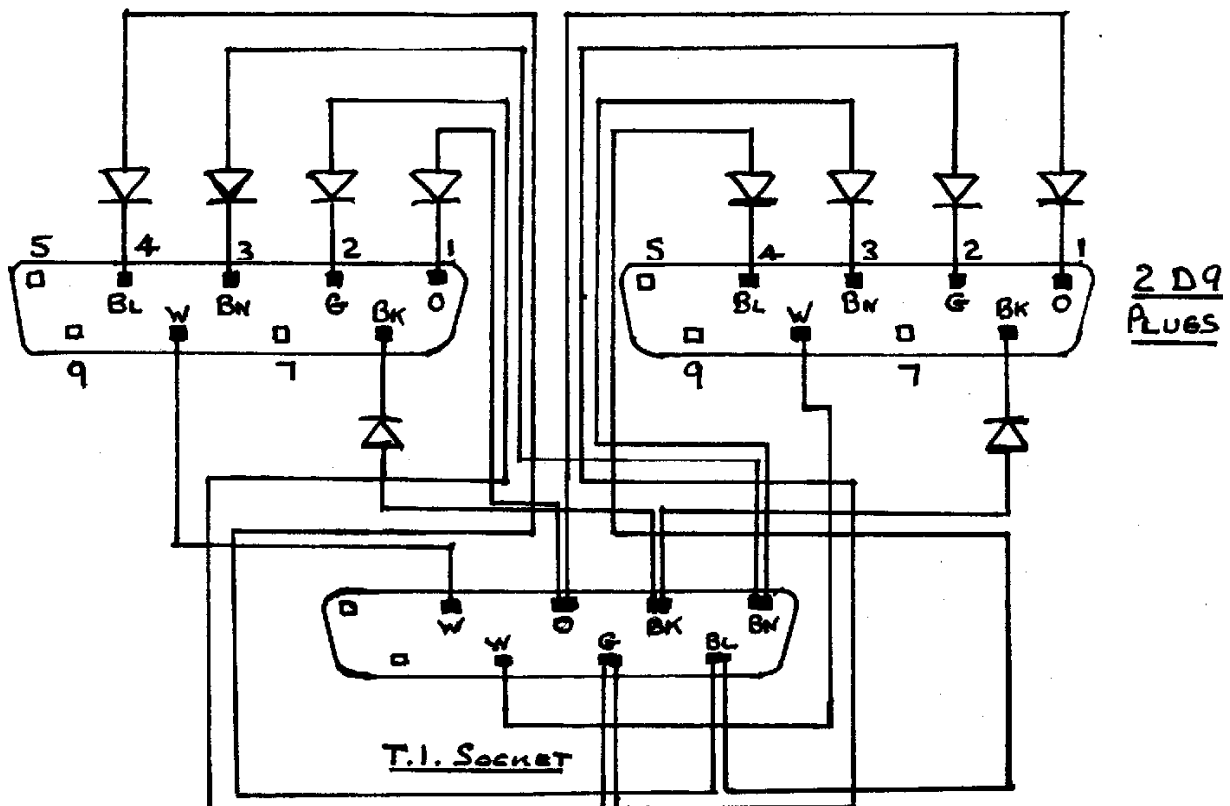 5 4 3 2 1
BL BN G O
W BK
9 7
5 4 3 2 1
BL BN G O
W BK
9 7
2 D9
PLUGS
W O BK BN
W G BL
T.I. SOCKET